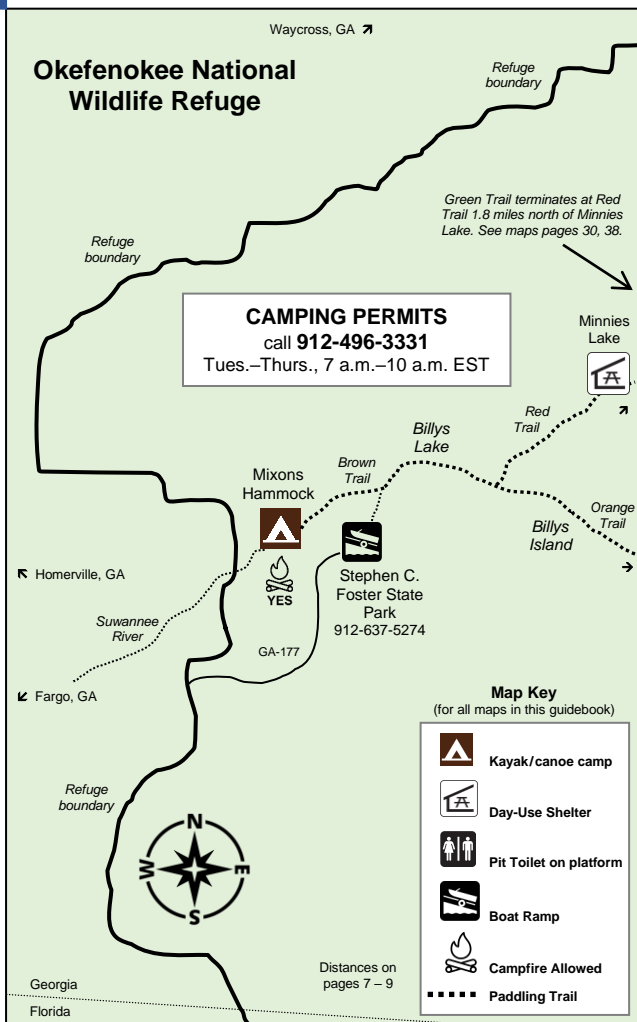 Waycross, GA
Okefenokee National
Wildlife Refuge
Refuge
boundary
Green Trail terminates at Red
Trail 1.8 miles north of Minnies
Lake. See maps pages 30, 38.
Refuge
boundary
CAMPING PERMITS
call 912-496-3331
Tues.–Thurs., 7 a.m.–10 a.m. EST
Minnies
Lake
Red
Trail
Billys
Lake
Brown
Trail
Mixons
Hammock
Orange
Trail
Billys
Island
YES
Stephen C.
Foster State
Park
912-637-5274
Homerville, GA
Suwannee
River
GA-177
Fargo, GA
Map Key
(for all maps in this guidebook)
Kayak/canoe camp
Day-Use Shelter
Pit Toilet on platform
Boat Ramp
Campfire Allowed
Paddling Trail
Refuge
boundary
N
W
E
S
Distances on
pages 7 – 9
Georgia
Florida